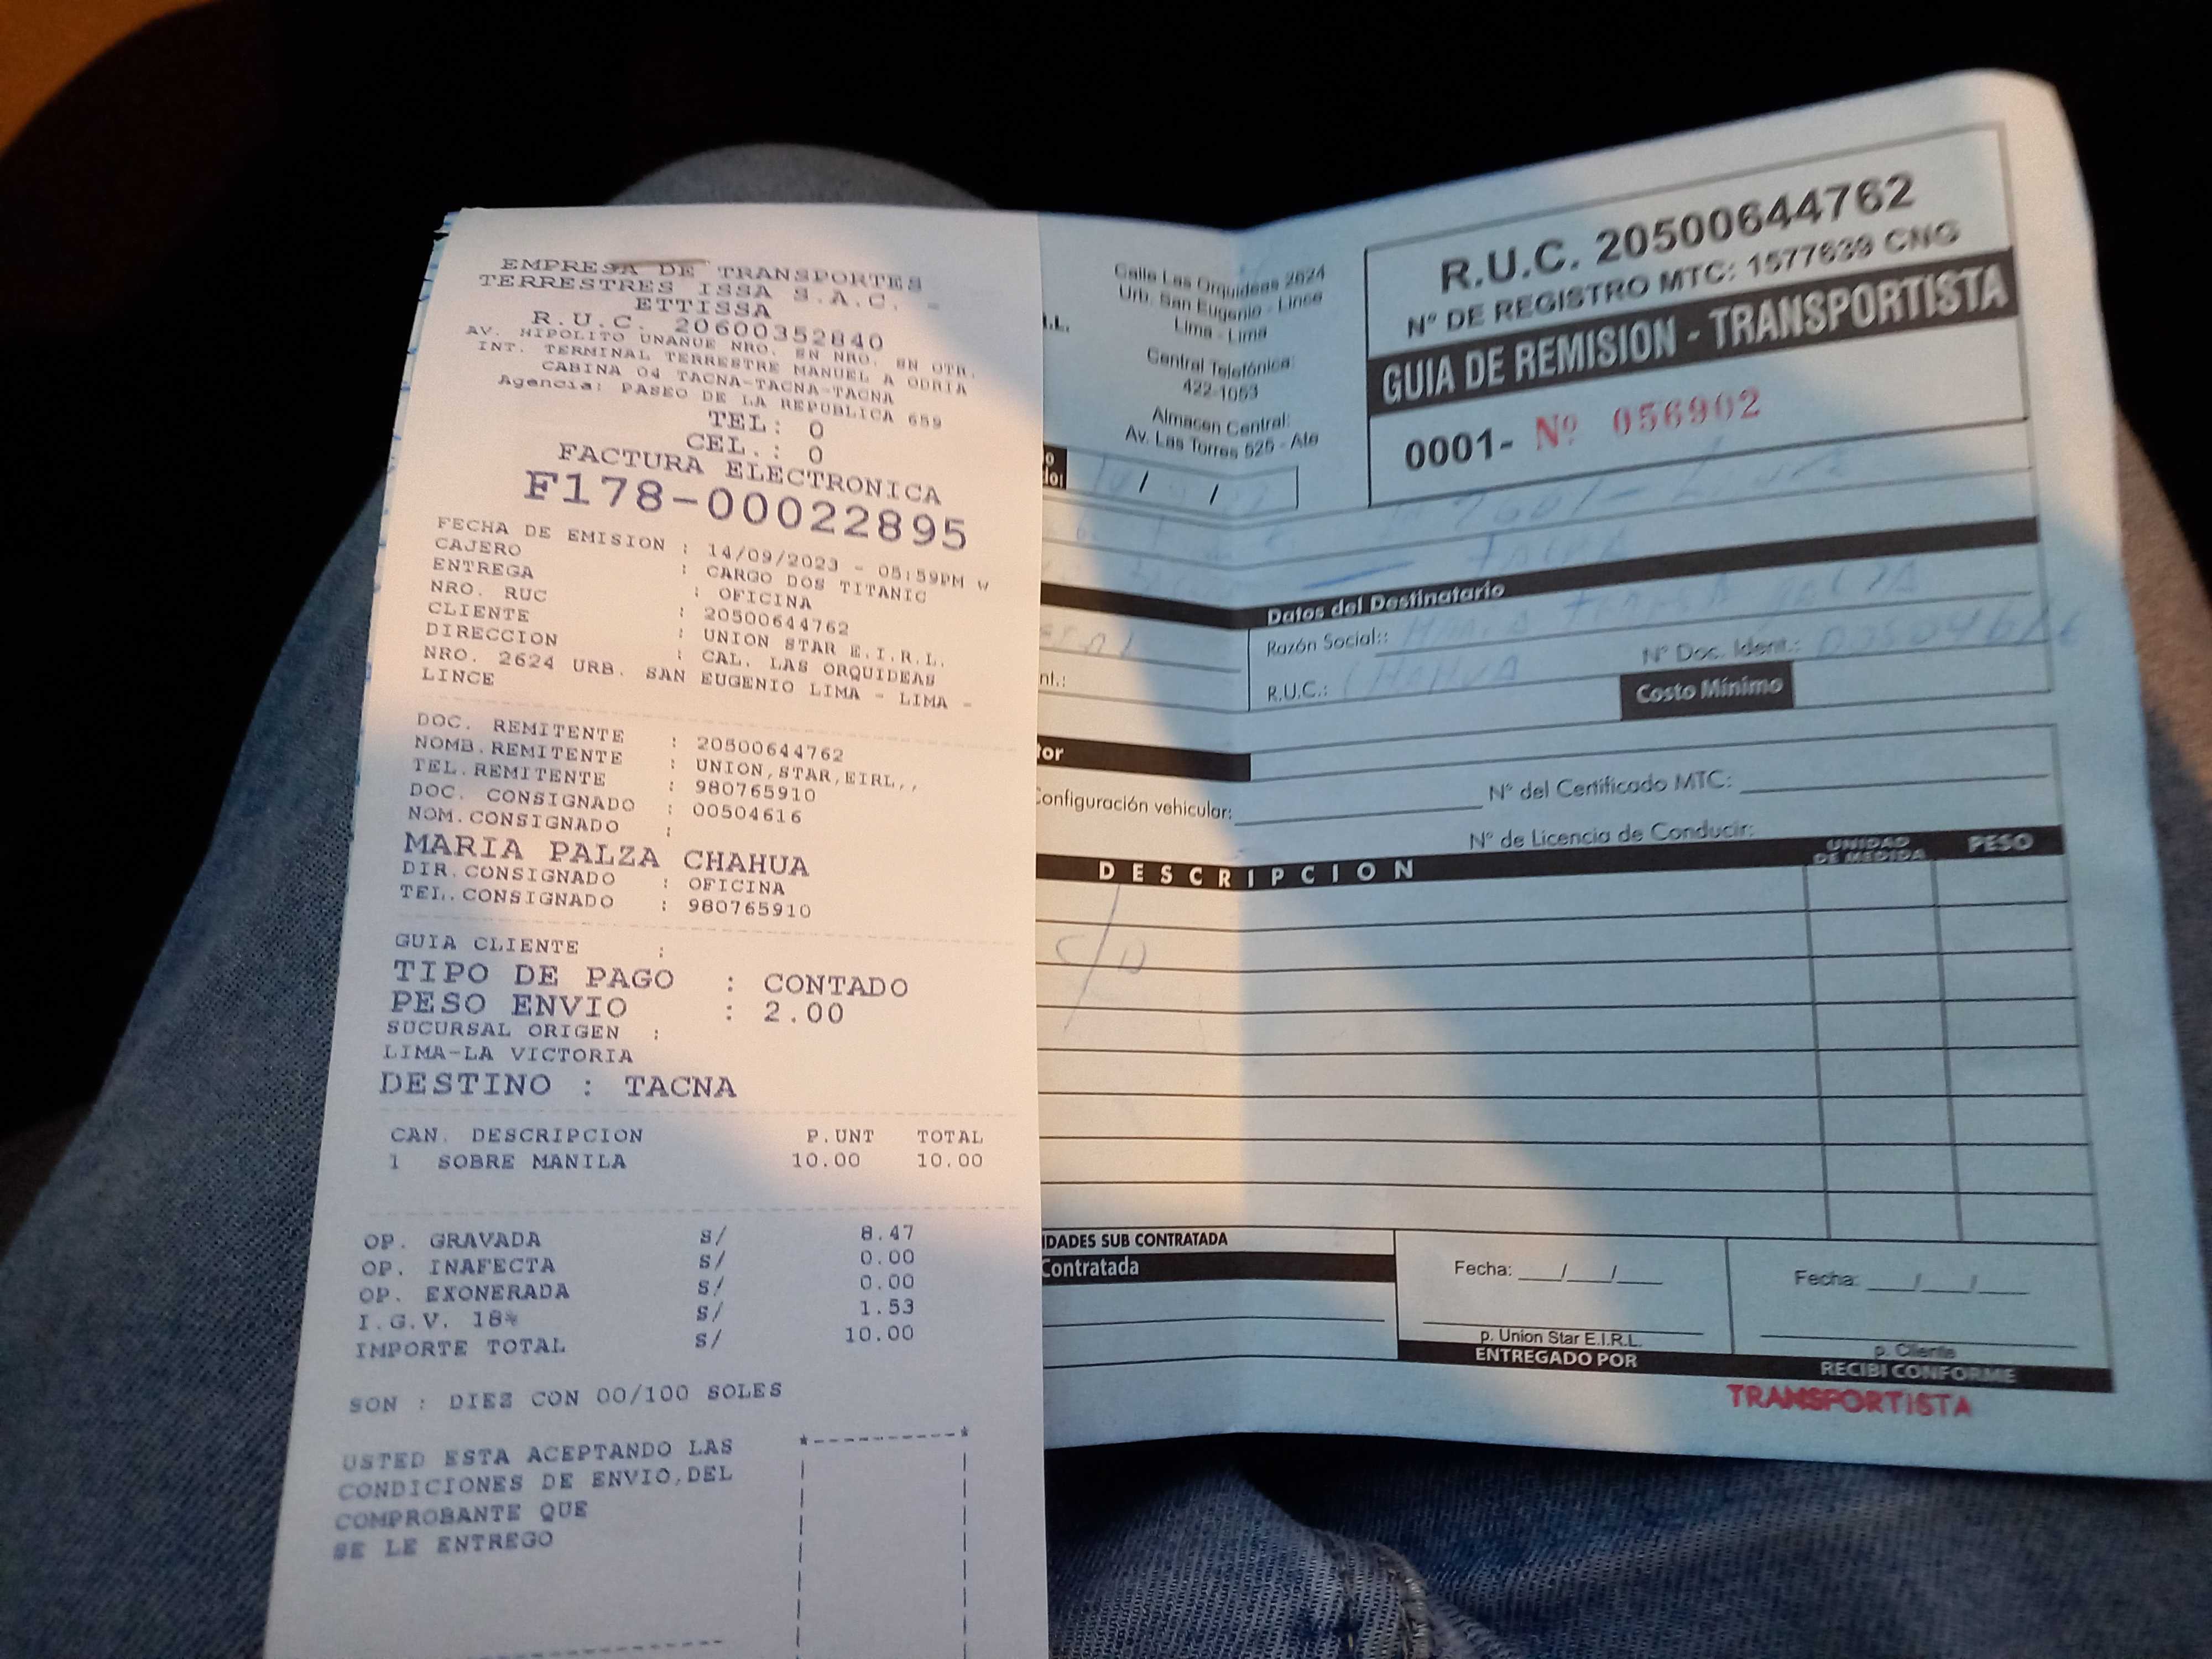 EMPRESA DE TRANSPORTES
TERRESTRES ISSA S.A.C. -
ETTISSA
R.U.C. 20600352840
AV. HIPOLITO UNANUE NRO. SN NRO. SN OTR.
INT. TERMINAL TERRESTRE MANUEL A ODRIA
CABINA 04 TACNA-TACNA-TACNA
Agencia: PASEO DE LA REPUBLICA 659
TEL: 0
CEL.: 0
FACTURA ELECTRONICA
F178-00022895
FECHA DE EMISION : 14/09/2023 - 05:59PM W
CAJERO : CARGO DOS TITANIC
ENTREGA : OFICINA
NRO. RUC : 20500644762
CLIENTE : UNION STAR E.I.R.L.
DIRECCION : CAL. LAS ORQUIDEAS
NRO. 2624 URB. SAN EUGENIO LIMA - LIMA -
LINCE
DOC. REMITENTE : 20500644762
NOMB.REMITENTE : UNION,STAR,EIRL,,
TEL.REMITENTE : 980765910
DOC. CONSIGNADO : 00504616
NOM.CONSIGNADO :
MARIA PALZA CHAHUA
DIR.CONSIGNADO : OFICINA
TEL.CONSIGNADO : 980765910
GUIA CLIENTE :
TIPO DE PAGO : CONTADO
PESO ENVIO : 2.00
SUCURSAL ORIGEN :
LIMA-LA VICTORIA
DESTINO : TACNA
CAN. DESCRIPCION P.UNT TOTAL
1 SOBRE MANILA 10.00 10.00
OP. GRAVADA S/ 8.47
OP. INAFECTA S/ 0.00
OP. EXONERADA S/ 0.00
I.G.V. 18% S/ 1.53
IMPORTE TOTAL S/ 10.00
SON : DIEZ CON 00/100 SOLES
USTED ESTA ACEPTANDO LAS
CONDICIONES DE ENVIO,DEL
COMPROBANTE QUE
SE LE ENTREGO
Calle Las Orquideas 2624
Urb. San Eugenio - Lince
Lima - Lima
Central Telefónica:
422-1053
Almacen Central:
Av. Las Torres 525 - Ate
R.U.C. 20500644762
Nº DE REGISTRO MTC: 1577639 CNG
GUIA DE REMISION - TRANSPORTISTA
0001- Nº 056902
Datos del Destinatario
Razón Social::
Nº Doc. Ident.: 00504616
R.U.C.: CHAHUA
Costo Mínimo
Configuración vehicular:
Nº del Certificado MTC:
Nº de Licencia de Conducir:
DESCRIPCION UNIDAD DE MEDIDA PESO
IDADES SUB CONTRATADA
Contratada
Fecha: / /
p. Union Star E.I.R.L.
ENTREGADO POR
Fecha: / /
p. Cliente
RECIBI CONFORME
TRANSPORTISTA